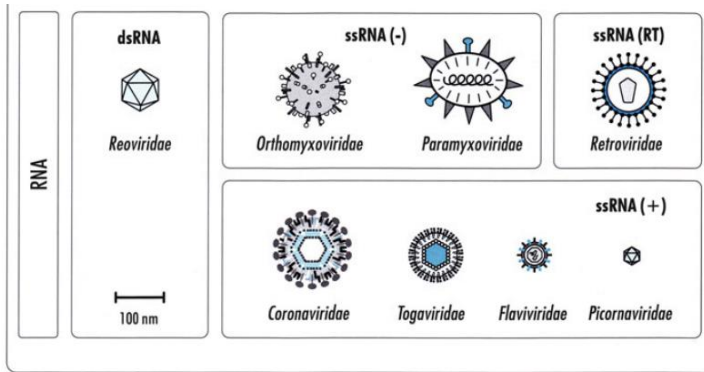 RNA
dsRNA
Reoviridae
100 nm
ssRNA (-)
Orthomyxoviridae
Paramyxoviridae
ssRNA (RT)
Retroviridae
ssRNA (+)
Coronaviridae
Togaviridae
Flaviviridae
Picornaviridae